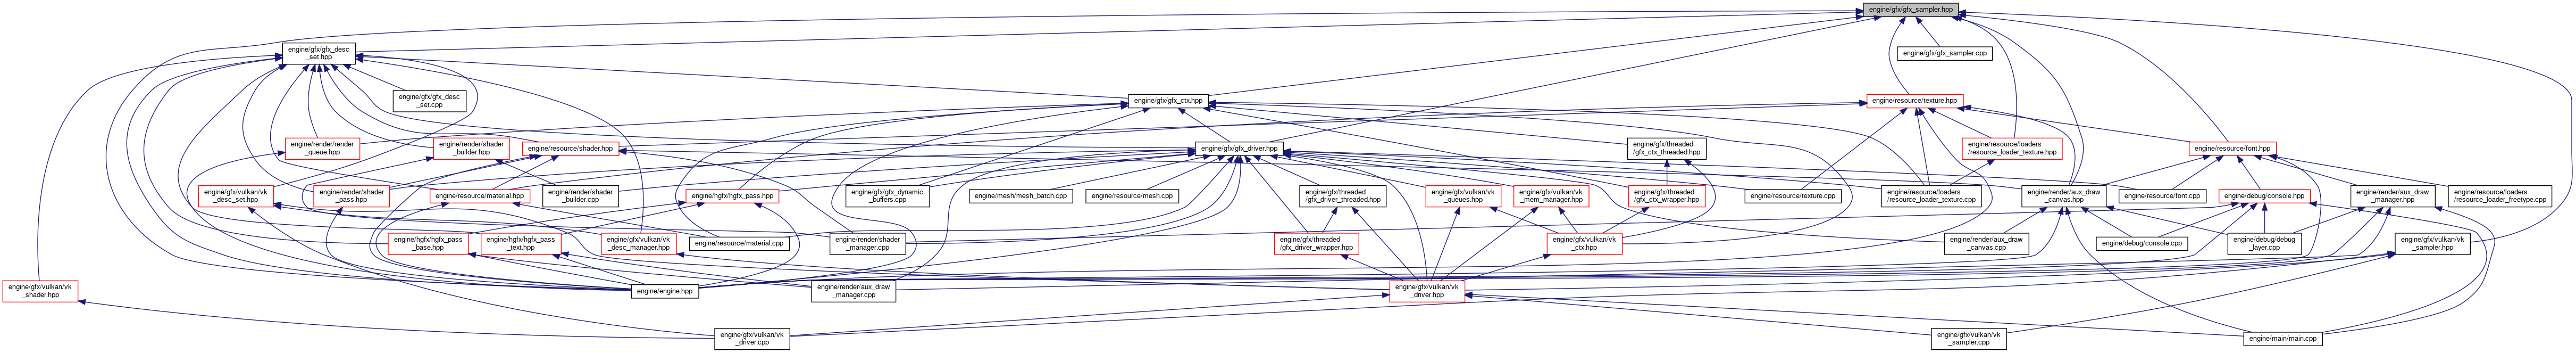 engine/gfx/gfx_sampler.hpp
engine/gfx/gfx_desc
_set.hpp
engine/gfx/gfx_sampler.cpp
engine/gfx/gfx_desc
_set.cpp
engine/gfx/gfx_ctx.hpp
engine/resource/texture.hpp
engine/render/render
_queue.hpp
engine/render/shader
_builder.hpp
engine/resource/shader.hpp
engine/gfx/gfx_driver.hpp
engine/gfx/threaded
/gfx_ctx_threaded.hpp
engine/resource/loaders
/resource_loader_texture.hpp
engine/resource/font.hpp
engine/gfx/vulkan/vk
_desc_set.hpp
engine/render/shader
_pass.hpp
engine/resource/material.hpp
engine/render/shader
_builder.cpp
engine/hgfx/hgfx_pass.hpp
engine/gfx/gfx_dynamic
_buffers.cpp
engine/mesh/mesh_batch.cpp
engine/resource/mesh.cpp
engine/gfx/threaded
/gfx_driver_threaded.hpp
engine/gfx/vulkan/vk
_queues.hpp
engine/gfx/vulkan/vk
_mem_manager.hpp
engine/gfx/threaded
/gfx_ctx_wrapper.hpp
engine/resource/texture.cpp
engine/resource/loaders
/resource_loader_texture.cpp
engine/render/aux_draw
_canvas.hpp
engine/resource/font.cpp
engine/debug/console.hpp
engine/render/aux_draw
_manager.hpp
engine/resource/loaders
/resource_loader_freetype.cpp
engine/hgfx/hgfx_pass
_base.hpp
engine/hgfx/hgfx_pass
_text.hpp
engine/gfx/vulkan/vk
_desc_manager.hpp
engine/resource/material.cpp
engine/render/shader
_manager.cpp
engine/gfx/threaded
/gfx_driver_wrapper.hpp
engine/gfx/vulkan/vk
_ctx.hpp
engine/render/aux_draw
_canvas.cpp
engine/debug/console.cpp
engine/debug/debug
_layer.cpp
engine/gfx/vulkan/vk
_sampler.hpp
engine/gfx/vulkan/vk
_shader.hpp
engine/engine.hpp
engine/render/aux_draw
_manager.cpp
engine/gfx/vulkan/vk
_driver.hpp
engine/gfx/vulkan/vk
_driver.cpp
engine/gfx/vulkan/vk
_sampler.cpp
engine/main/main.cpp